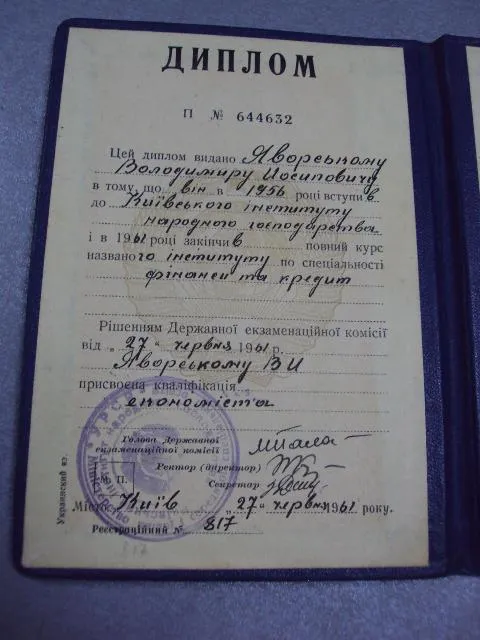 ДИПЛОМ
П № 644632
Цей диплом видано Яворському
Володимиру Йосиповичу
в тому, що він в 1956 році вступив
до Київського інституту
народного господарства
і в 1961 році закінчив повний курс
названого інституту по спеціальності
фінанси та кредит
Рішенням Державної екзаменаційної комісії
від „27" червня 1961 р.
Яворському В Й
присвоєна кваліфікація
економіста
Голова Державної
екзаменаційної комісії
Ректор (директор)
Секретар
М. П.
Місто Київ „27" червня 1961 року.
Реєстраційний № 817
Украинский яз.
817